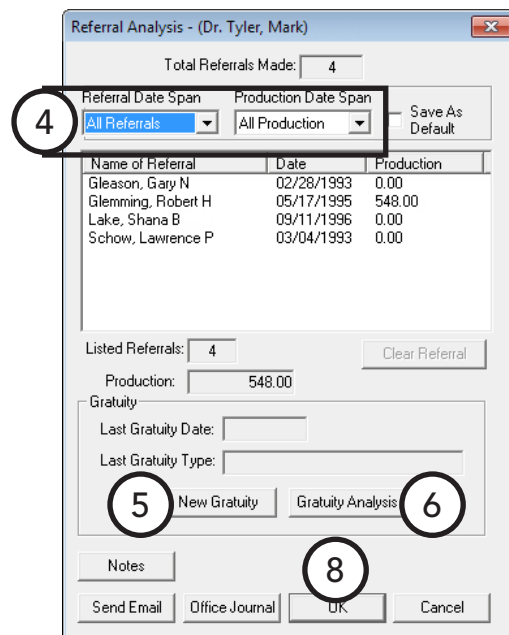 Referral Analysis - (Dr. Tyler, Mark)
Total Referrals Made: 4
Referral Date Span Production Date Span
4 All Referrals All Production Save As Default
Name of Referral Date Production
Gleason, Gary N 02/28/1993 0.00
Glemming, Robert H 05/17/1995 548.00
Lake, Shana B 09/11/1996 0.00
Schow, Lawrence P 03/04/1993 0.00
Listed Referrals: 4 Clear Referral
Production: 548.00
Gratuity
Last Gratuity Date:
Last Gratuity Type:
5 New Gratuity Gratuity Analysis 6
Notes 8
Send Email Office Journal OK Cancel